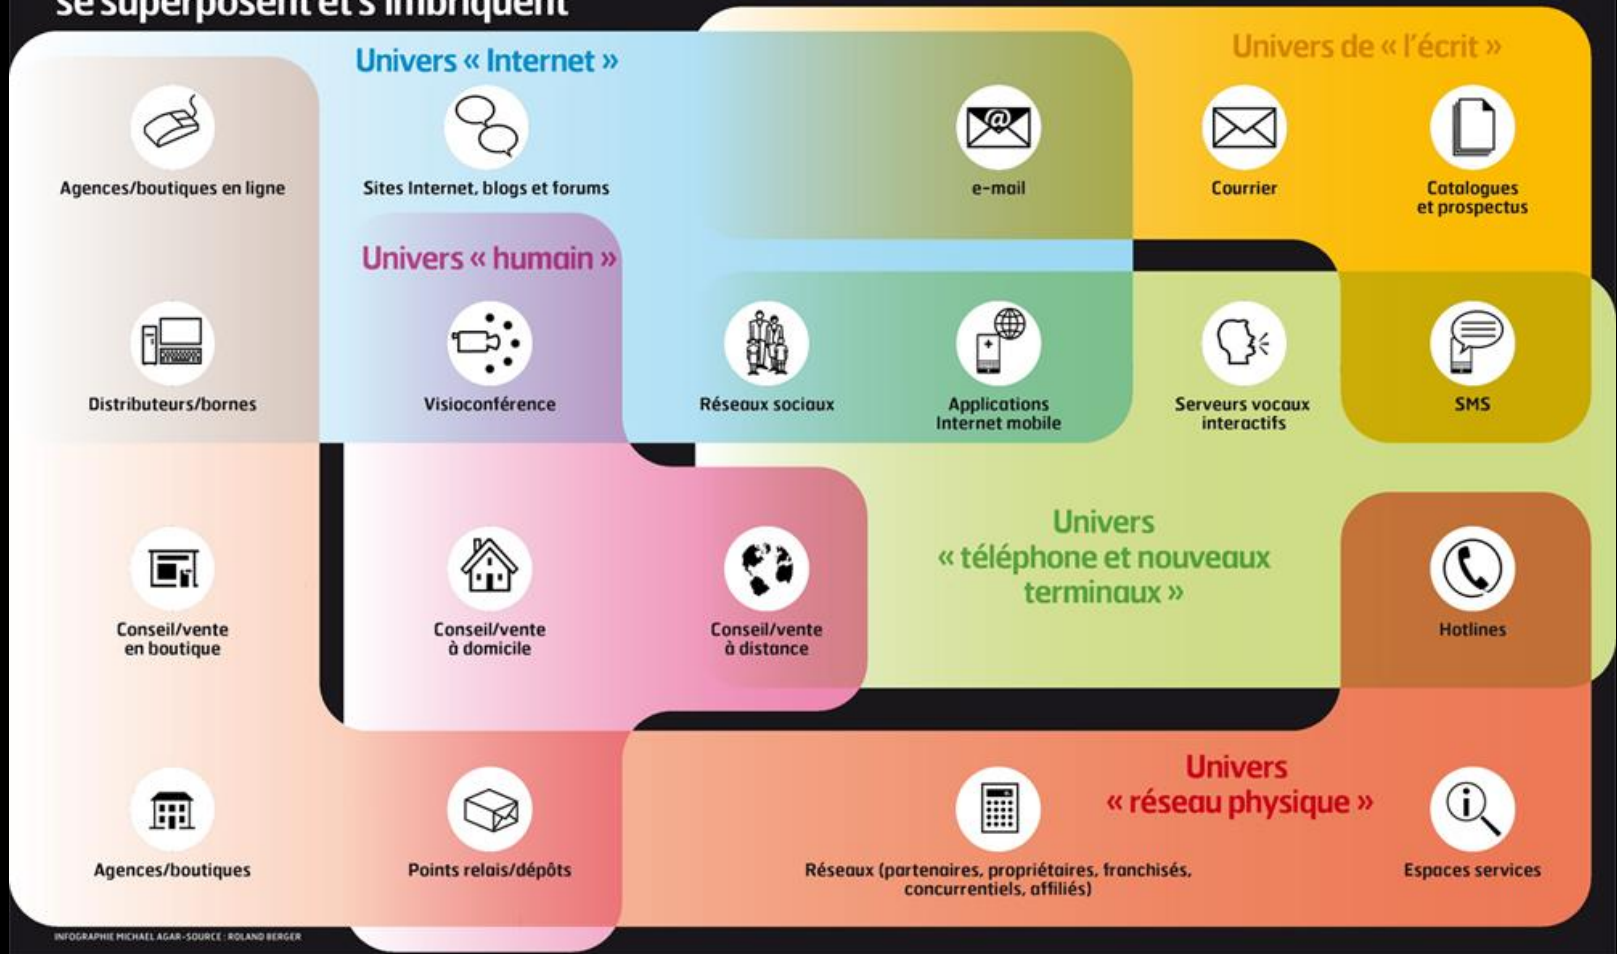 se superposent et s'imbriquent
Univers « Internet »
Univers de « l'écrit »
Agences/boutiques en ligne
Sites Internet, blogs et forums
@
e-mail
Courrier
Catalogues
et prospectus
Univers « humain »
Distributeurs/bornes
Visioconférence
Réseaux sociaux
Applications
Internet mobile
Serveurs vocaux
interactifs
SMS
Univers
« téléphone et nouveaux
terminaux »
Conseil/vente
en boutique
Conseil/vente
à domicile
Conseil/vente
à distance
Hotlines
Univers
« réseau physique »
Agences/boutiques
Points relais/dépôts
Réseaux (partenaires, propriétaires, franchisés,
concurrentiels, affiliés)
i
Espaces services
INFOGRAPHIE MICHAEL AGAR-SOURCE : ROLAND BERGER